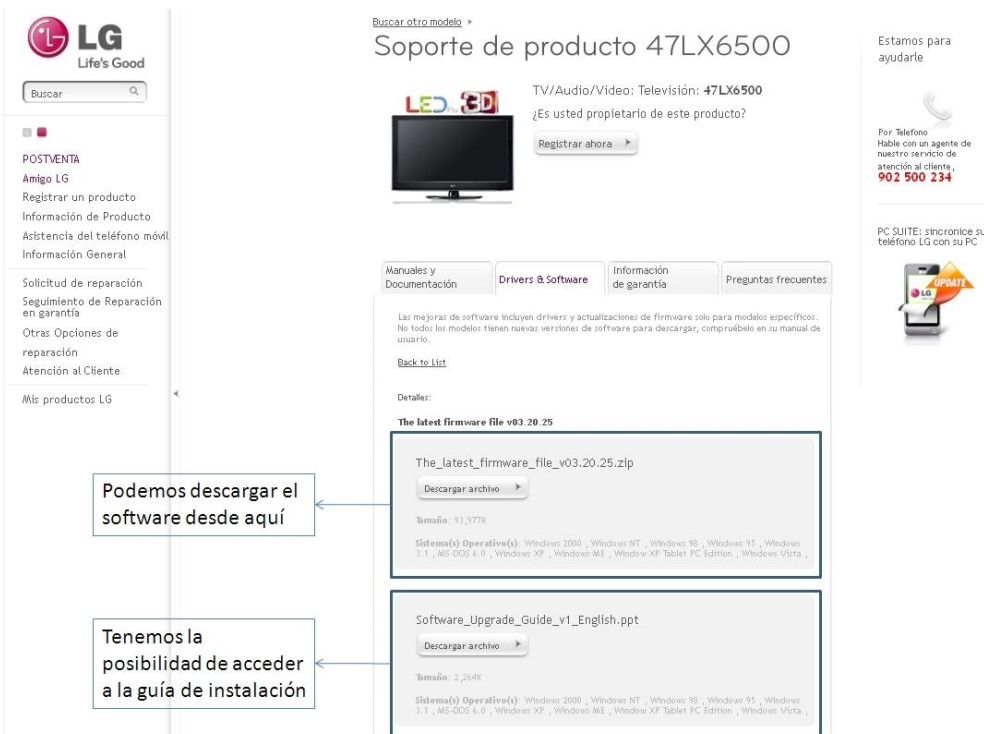 LG
Life's Good
Buscar
POSTVENTA
Amigo LG
Registrar un producto
Información de Producto
Asistencia del teléfono móvil
Información General
Solicitud de reparación
Seguimiento de Reparación
en garantía
Otras Opciones de
reparación
Atención al Cliente
Mis productos LG
Buscar otro modelo
Soporte de producto 47LX6500
LED 3D
TV/Audio/Video: Televisión: 47LX6500
¿Es usted propietario de este producto?
Registrar ahora
Manuales y
Documentación
Drivers & Software
Información
de garantía
Preguntas frecuentes
Las mejoras de software incluyen drivers y actualizaciones de firmware solo para modelos específicos.
No todos los modelos tienen nuevas versiones de software para descargar, compruébelo en su manual de
usuario.
Back to List
Detalles:
The latest firmware file v03.20.25
The_latest_firmware_file_v03.20.25.zip
Descargar archivo
Tamaño: 93,977K
Sistema(s) Operativo(s): Windows 2000 , Windows NT , Windows 98 , Windows 95 , Windows
3.1 , MS-DOS 6.0 , Windows XP , Windows ME , Window XP Tablet PC Edition , Windows Vista ,
Podemos descargar el
software desde aquí
Software_Upgrade_Guide_v1_English.ppt
Descargar archivo
Tamaño: 2,264K
Sistema(s) Operativo(s): Windows 2000 , Windows NT , Windows 98 , Windows 95 , Windows
3.1 , MS-DOS 6.0 , Windows XP , Windows ME , Window XP Tablet PC Edition , Windows Vista ,
Tenemos la
posibilidad de acceder
a la guía de instalación
Estamos para
ayudarle
Por Telefono
Hable con un agente de
nuestro servicio de
atención al cliente,
902 500 234
PC SUITE: sincronice su
teléfono LG con su PC
UPDATE
LG